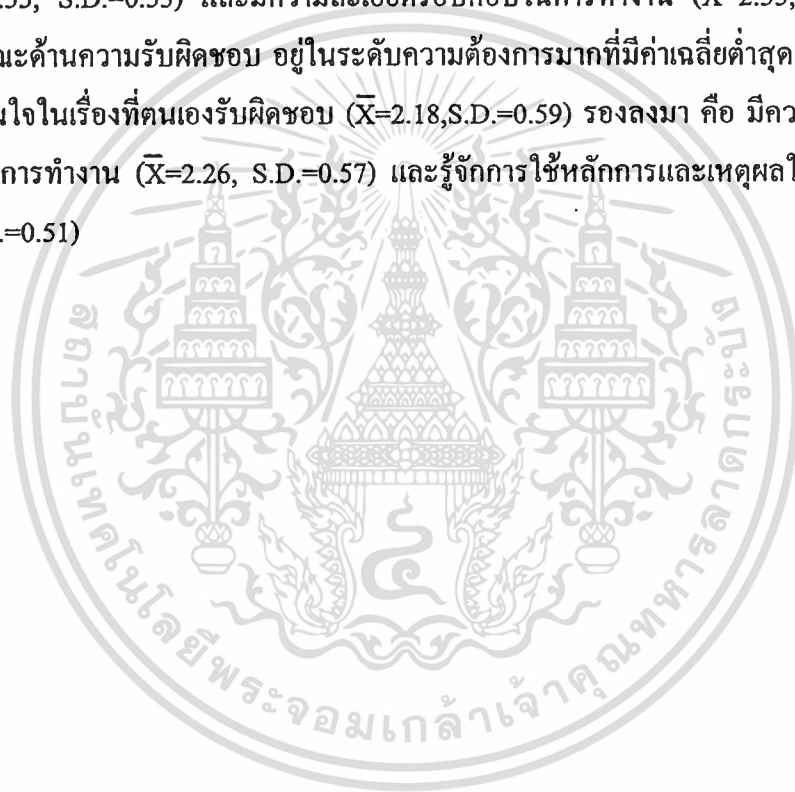 S.D.=0.55) และมีความละเอียดรอบคอบในการทำงาน
ณะด้านความรับผิดชอบ อยู่ในระดับความต้องการมากที่มีค่าเฉลี่ยต่ำสุด
นใจในเรื่องที่ตนเองรับผิดชอบ (X̅=2.18,S.D.=0.59) รองลงมา คือ มีคว
การทำงาน (X̅=2.26, S.D.=0.57) และรู้จักการใช้หลักการและเหตุผลใ
.=0.51)
สถาบันเทคโนโลยีพระจอมเกล้าเจ้าคุณทหารลาดกระบัง